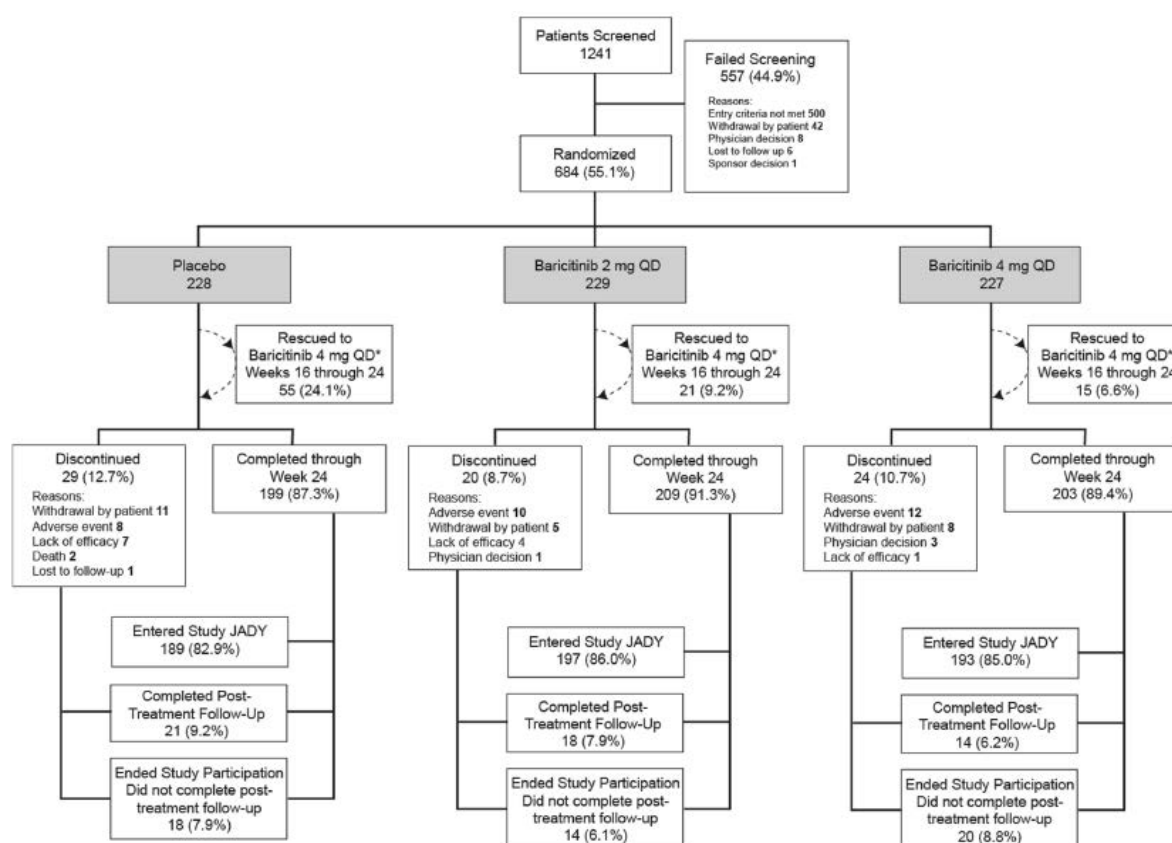 Patients Screened
1241
Failed Screening
557 (44.9%)
Reasons:
Entry criteria not met 500
Withdrawal by patient 42
Physician decision 8
Lost to follow up 6
Sponsor decision 1
Randomized
684 (55.1%)
Placebo
228
Baricitinib 2 mg QD
229
Baricitinib 4 mg QD
227
Rescued to
Baricitinib 4 mg QD*
Weeks 16 through 24
55 (24.1%)
Rescued to
Baricitinib 4 mg QD*
Weeks 16 through 24
21 (9.2%)
Rescued to
Baricitinib 4 mg QD*
Weeks 16 through 24
15 (6.6%)
Discontinued
29 (12.7%)
Reasons:
Withdrawal by patient 11
Adverse event 8
Lack of efficacy 7
Death 2
Lost to follow-up 1
Completed through
Week 24
199 (87.3%)
Discontinued
20 (8.7%)
Reasons:
Adverse event 10
Withdrawal by patient 5
Lack of efficacy 4
Physician decision 1
Completed through
Week 24
209 (91.3%)
Discontinued
24 (10.7%)
Reasons:
Adverse event 12
Withdrawal by patient 8
Physician decision 3
Lack of efficacy 1
Completed through
Week 24
203 (89.4%)
Entered Study JADY
189 (82.9%)
Completed Post-
Treatment Follow-Up
21 (9.2%)
Ended Study Participation
Did not complete post-
treatment follow-up
18 (7.9%)
Entered Study JADY
197 (86.0%)
Completed Post-
Treatment Follow-Up
18 (7.9%)
Ended Study Participation
Did not complete post-
treatment follow-up
14 (6.1%)
Entered Study JADY
193 (85.0%)
Completed Post-
Treatment Follow-Up
14 (6.2%)
Ended Study Participation
Did not complete post-
treatment follow-up
20 (8.8%)